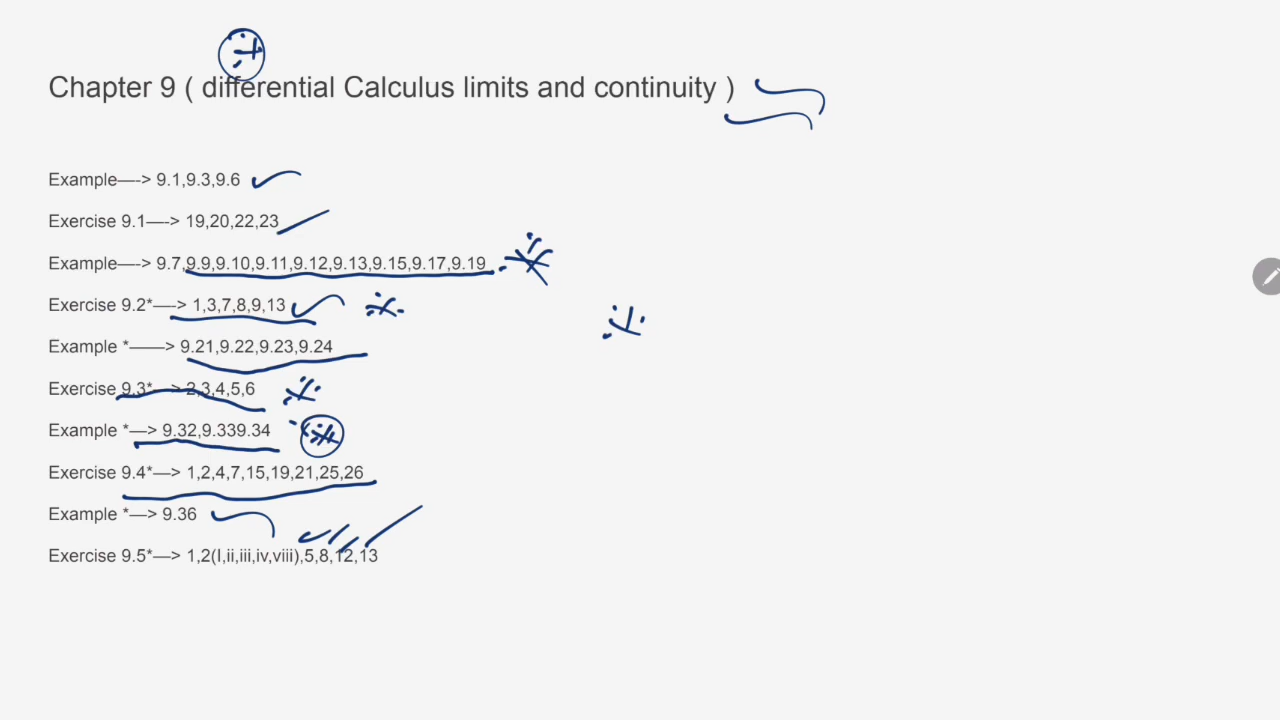 Chapter 9 ( differential Calculus limits and continuity )
Example—-> 9.1,9.3,9.6
Exercise 9.1—-> 19,20,22,23
Example—-> 9.7,9.9,9.10,9.11,9.12,9.13,9.15,9.17,9.19
Exercise 9.2*—-> 1,3,7,8,9,13
Example *——> 9.21,9.22,9.23,9.24
Exercise 9.3*—> 2,3,4,5,6
Example *—> 9.32,9.339.34
Exercise 9.4*—> 1,2,4,7,15,19,21,25,26
Example *—> 9.36
Exercise 9.5*—> 1,2(I,ii,iii,iv,viii),5,8,12,13